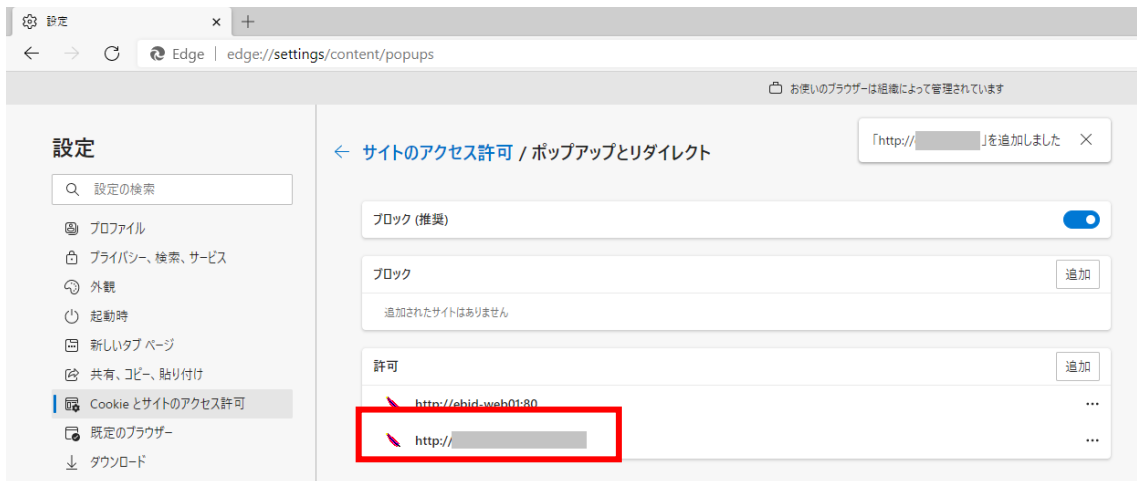 設定
Edge | edge://settings/content/popups
お使いのブラウザーは組織によって管理されています
設定
設定の検索
プロファイル
プライバシー、検索、サービス
外観
起動時
新しいタブ ページ
共有、コピー、貼り付け
Cookie とサイトのアクセス許可
既定のブラウザー
ダウンロード
サイトのアクセス許可 / ポップアップとリダイレクト
「http:// 」を追加しました
ブロック (推奨)
ブロック
追加
追加されたサイトはありません
許可
追加
http://ebid-web01:80
http://